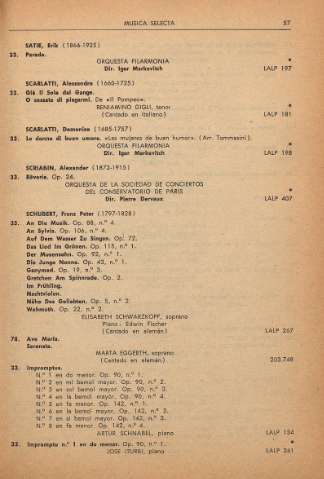 MUSICA SELECTA 57
SATIE, Erik (1866-1925)
33. Parade.
ORQUESTA FILARMONIA *
Dir. Igor Markevitch LALP 197
SCARLATTI, Alessandro (1660-1725)
33. Già il Sole dal Gange.
O cessate di piagarmi. De «Il Pompeo».
BENIAMINO GIGLI, tenor *
(Cantado en italiano) LALP 181
SCARLATTI, Domenico (1685-1757)
33. Le donne di buon umore. «Las mujeres de buen humor». (Arr. Tommasini).
ORQUESTA FILARMONIA *
Dir. Igor Markevitch LALP 198
SCRIABIN, Alexander (1872-1915)
33. Rêverie. Op. 24.
ORQUESTA DE LA SOCIEDAD DE CONCIERTOS
DEL CONSERVATORIO DE PARIS *
Dir. Pierre Dervaux LALP 407
SCHUBERT, Franz Peter (1797-1828)
33. An Die Musik. Op. 88, n.º 4.
An Sylvia. Op. 106, n.º 4.
Auf Dem Wasser Zu Singen. Op. 72.
Das Lied Im Grünen. Op. 115, n.º 1.
Der Musensohn. Op. 92, n.º 1.
Die Junge Nonne. Op. 43, n.º 1.
Ganymed. Op. 19, n.º 3.
Gretchen Am Spinnrade. Op. 2.
Im Frühling.
Nachtviolen.
Nähe Des Geliebten. Op. 5, n.º 2.
Wehmuth. Op. 22, n.º 2.
ELISABETH SCHWARZKOPF, soprano
Piano: Edwin Fischer
(Cantado en alemán) LALP 267
78. Ave María.
Serenata.
MARTA EGGERTH, soprano
(Cantado en alemán)
33. Impromptus.
N.º 1 en do menor. Op. 90, n.º 1.
N.º 2 en mi bemol mayor. Op. 90, n.º 2.
N.º 3 en sol bemol mayor. Op. 90, n.º 3.
N.º 4 en la bemol mayor. Op. 90, n.º 4.
N.º 5 en fa menor. Op. 142, n.º 1.
N.º 6 en la bemol mayor. Op. 142, n.º 2.
N.º 7 en si bemol mayor. Op. 142, n.º 3.
N.º 8 en fa menor. Op. 142, n.º 4.
ARTUR SCHNABEL, piano LALP 134
*
33. Impromptu n.º 1 en do menor. Op. 90, n.º 1.
JOSE ITURBI, piano LALP 261